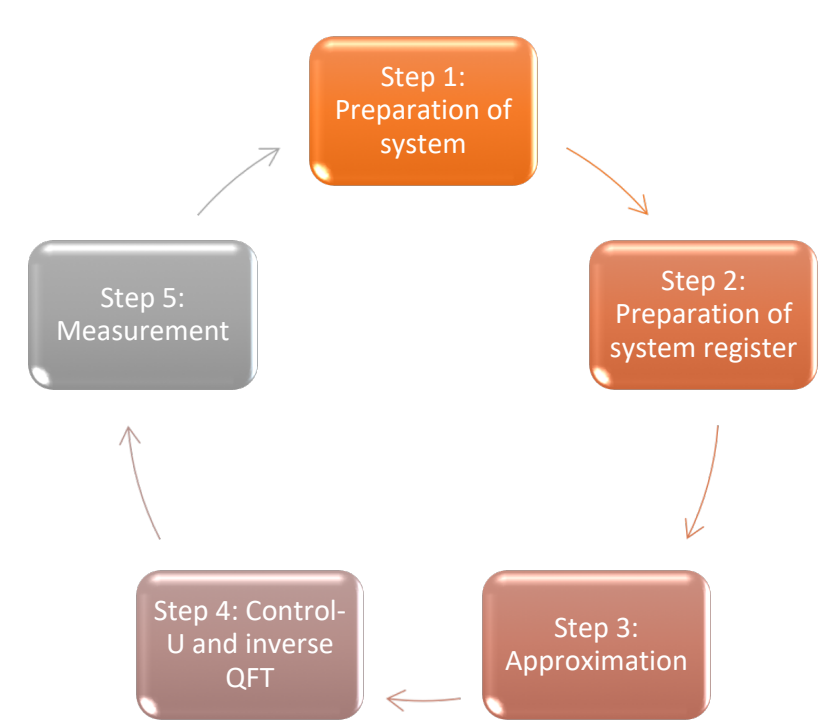 Step 1:
Preparation of
system
Step 2:
Preparation of
system register
Step 3:
Approximation
Step 4: Control-
U and inverse
QFT
Step 5:
Measurement